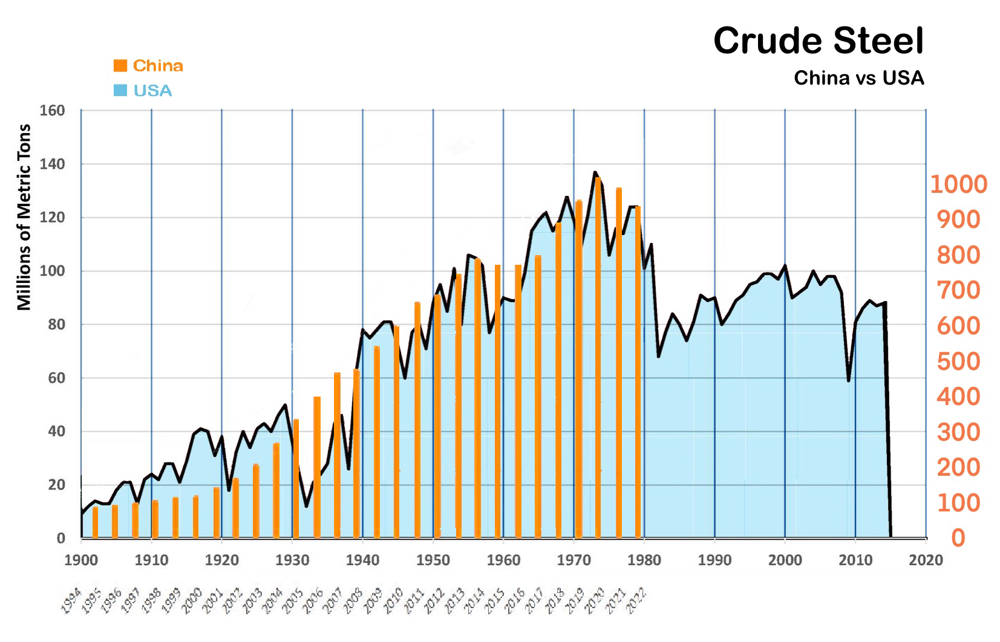 Crude Steel
China vs USA
China
USA
Millions of Metric Tons
160
140
120
100
80
60
40
20
0
1000
900
800
700
600
500
400
300
200
100
0
1900 1910 1920 1930 1940 1950 1960 1970 1980 1990 2000 2010 2020
1994 1995 1996 1997 1998 1999 2000 2001 2002 2003 2004 2005 2006 2007 2008 2009 2010 2011 2012 2013 2014 2015 2016 2017 2018 2019 2020 2021 2022